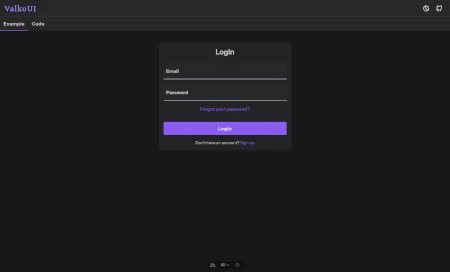 ValkoUI
Example Code
Login
Email
Password
Forgot your password?
Login
Don't have an account? Sign up